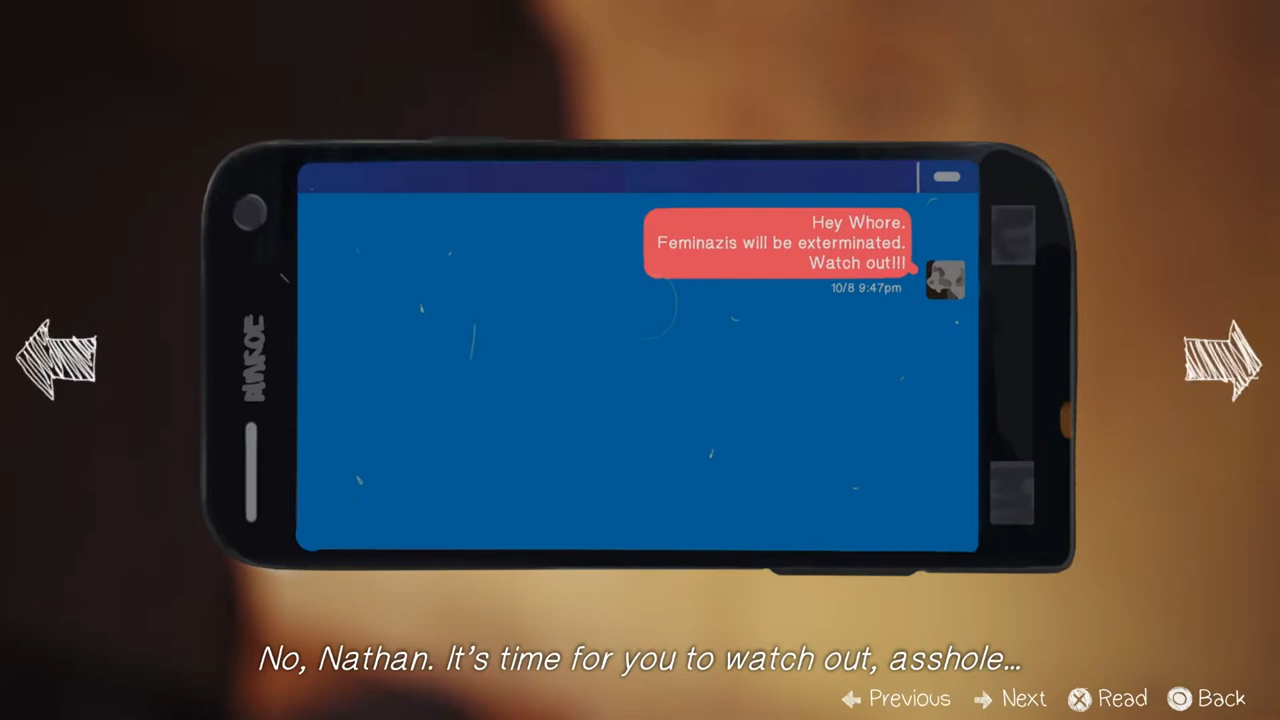 Hey Whore.
Feminazis will be exterminated.
Watch out!!!
10/8 9:47pm
No, Nathan. It's time for you to watch out, asshole...
Previous Next Read Back